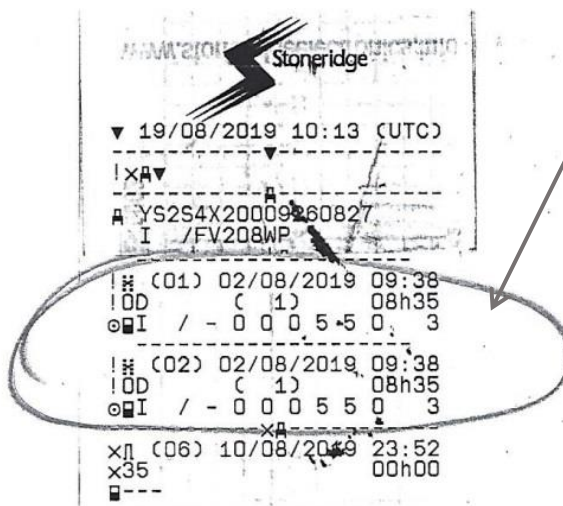 Stoneridge
▼ 19/08/2019 10:13 (UTC)
!×A▼
A YS2S4X20009260827
I /FV208WP
! (01) 02/08/2019 09:38
!0D ( 1) 08h35
I / - 0 0 0 5 5 0 3
! (02) 02/08/2019 09:38
!0D ( 1) 08h35
I / - 0 0 0 5 5 0 3
×A
× (06) 10/08/2019 23:52
×35 00h00
---